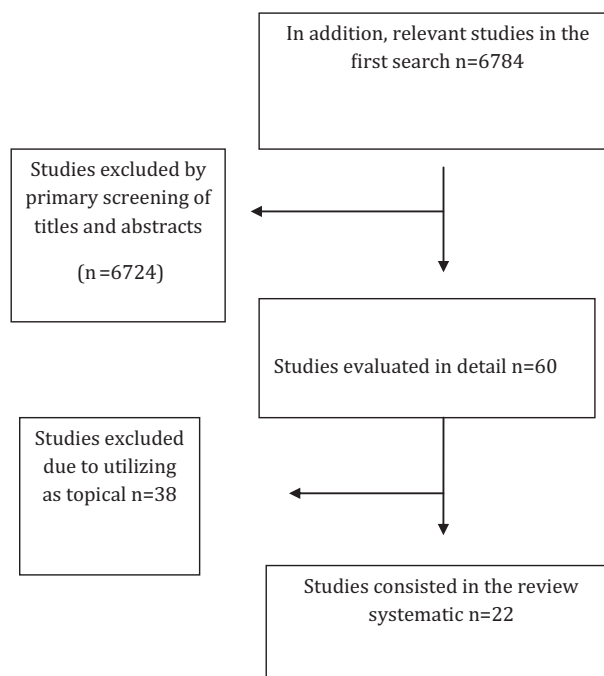 In addition, relevant studies in the
first search n=6784
Studies excluded by
primary screening of
titles and abstracts
(n=6724)
Studies evaluated in detail n=60
Studies excluded
due to utilizing
as topical n=38
Studies consisted in the review
systematic n=22